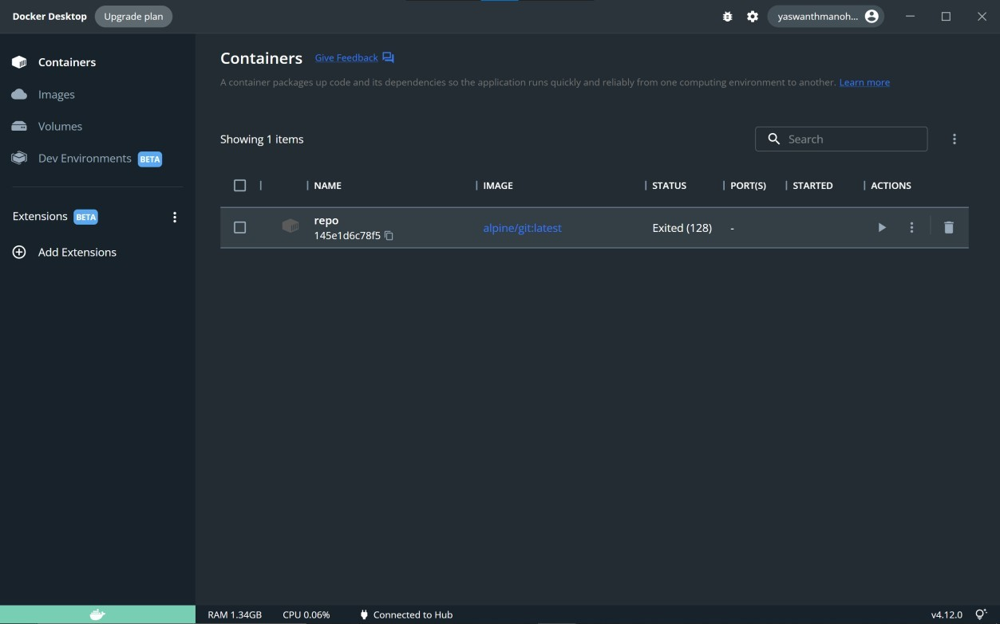 Docker Desktop Upgrade plan yaswanthmanoh...
Containers
Images
Volumes
Dev Environments BETA
Extensions BETA
Add Extensions
Containers Give Feedback
A container packages up code and its dependencies so the application runs quickly and reliably from one computing environment to another. Learn more
Showing 1 items Search
NAME IMAGE STATUS PORT(S) STARTED ACTIONS
repo
145e1d6c78f5 alpine/git:latest Exited (128) -
RAM 1.34GB CPU 0.06% Connected to Hub v4.12.0